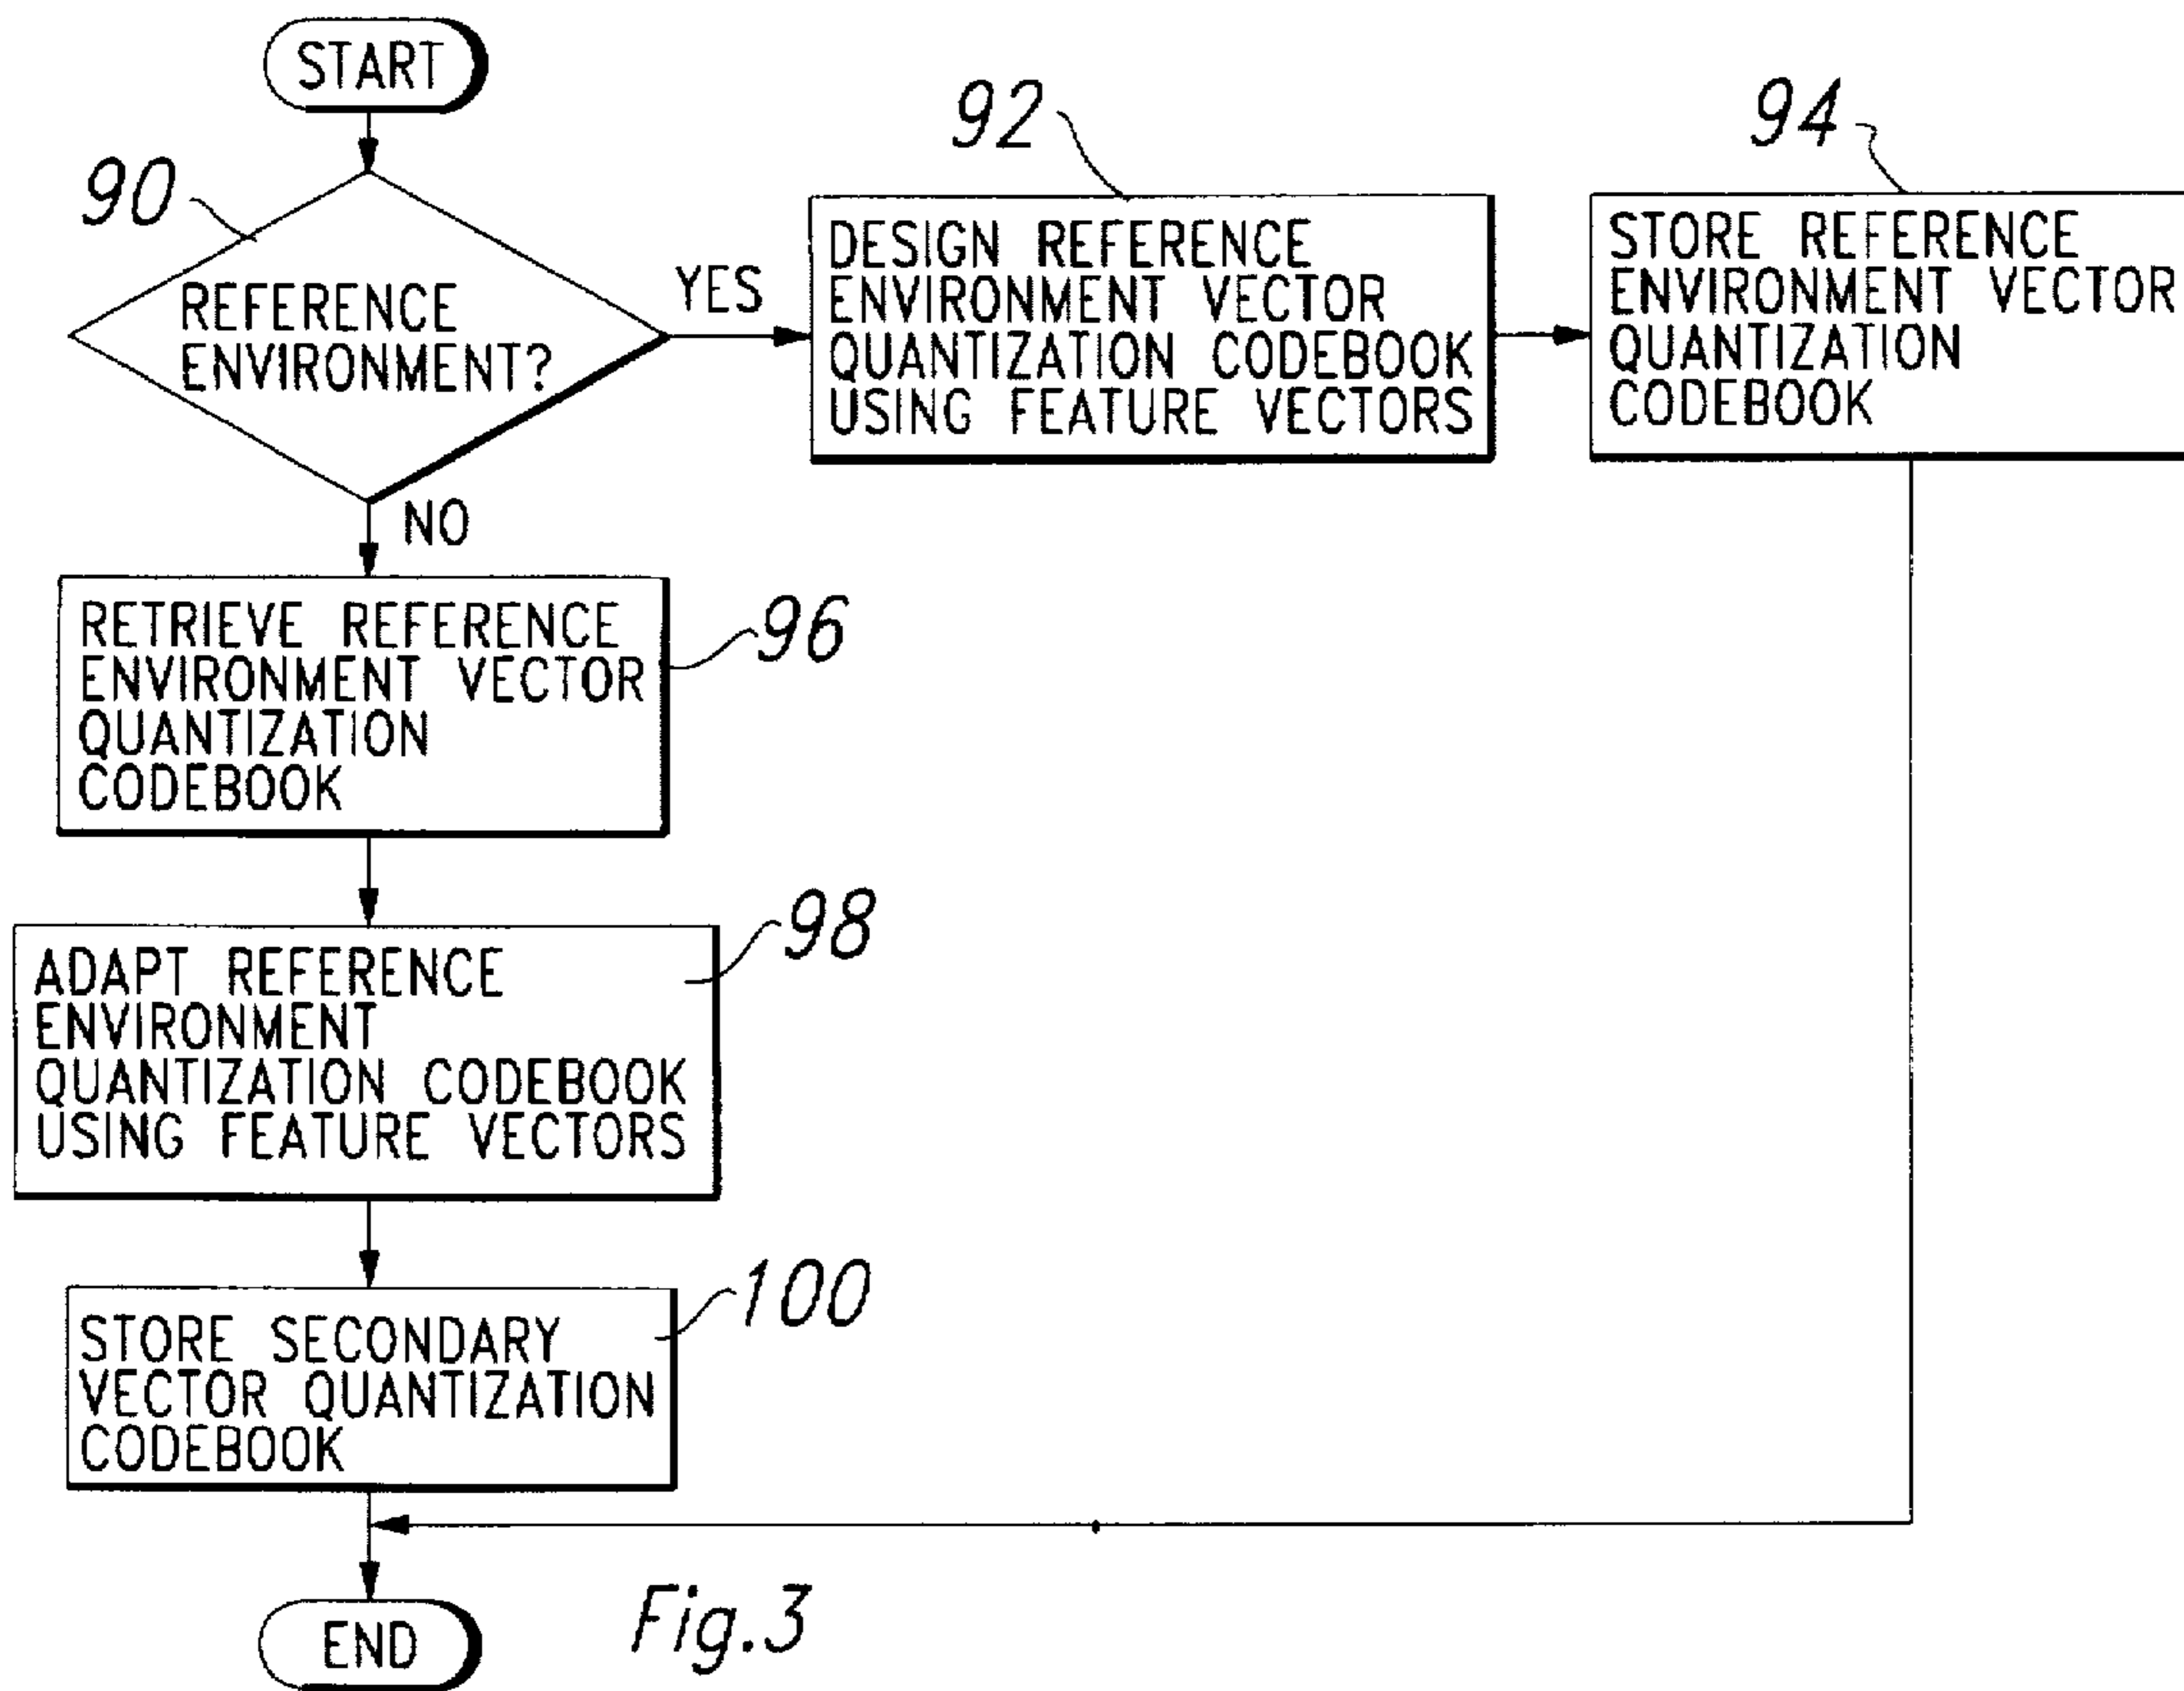 START
90
REFERENCE
ENVIRONMENT?
YES
92
DESIGN REFERENCE
ENVIRONMENT VECTOR
QUANTIZATION CODEBOOK
USING FEATURE VECTORS
94
STORE REFERENCE
ENVIRONMENT VECTOR
QUANTIZATION
CODEBOOK
NO
96
RETRIEVE REFERENCE
ENVIRONMENT VECTOR
QUANTIZATION
CODEBOOK
98
ADAPT REFERENCE
ENVIRONMENT
QUANTIZATION CODEBOOK
USING FEATURE VECTORS
100
STORE SECONDARY
VECTOR QUANTIZATION
CODEBOOK
END
Fig.3